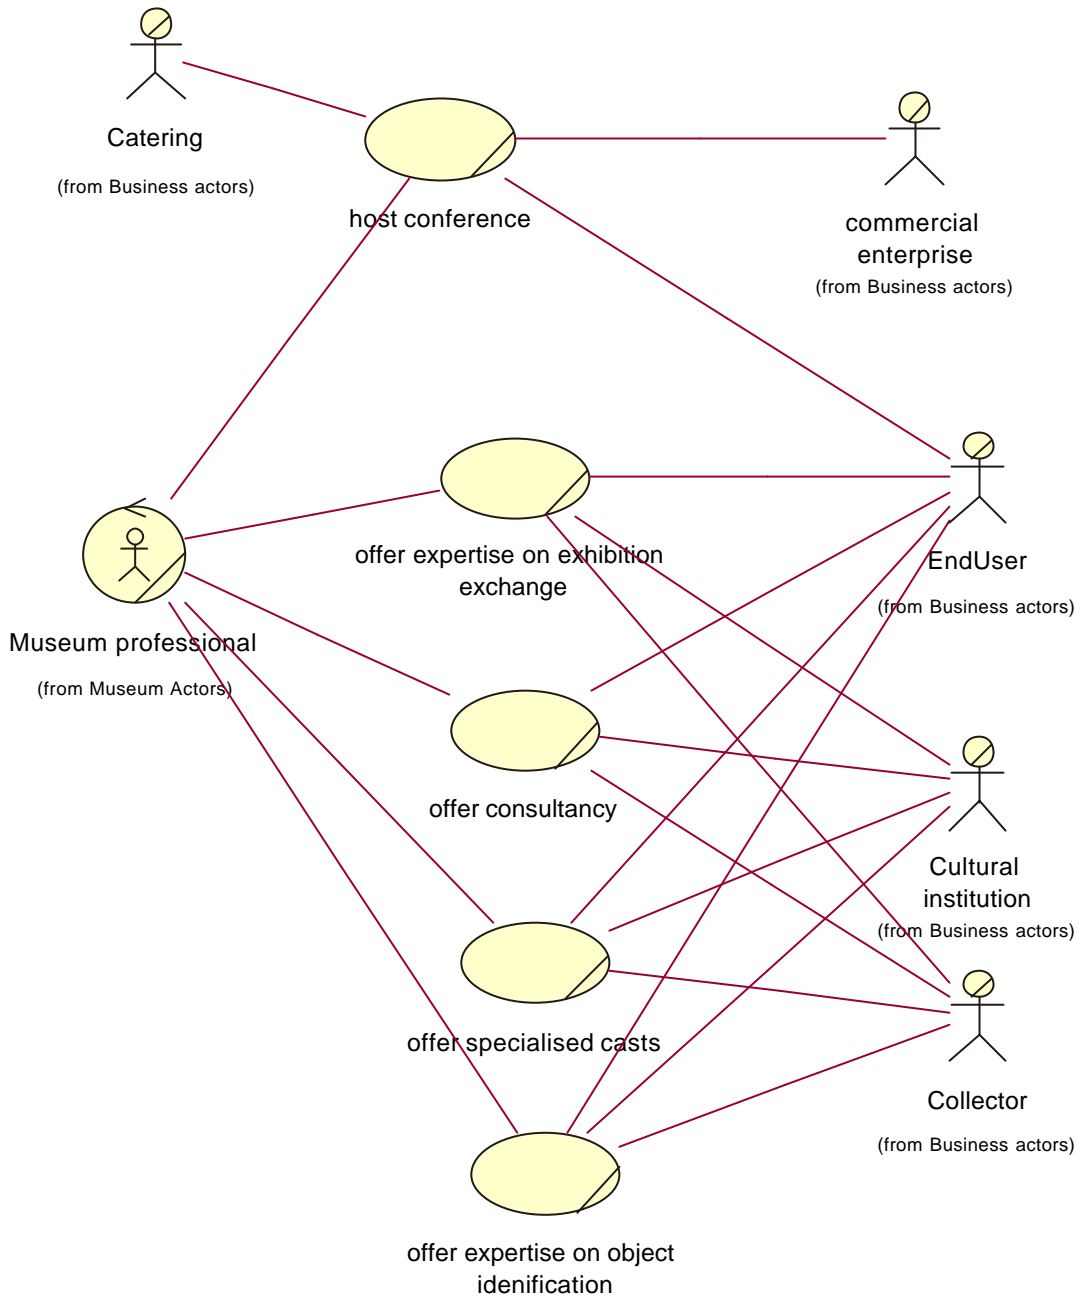 Catering
(from Business actors)
host conference
commercial
enterprise
(from Business actors)
offer expertise on exhibition
exchange
EndUser
(from Business actors)
Museum professional
(from Museum Actors)
offer consultancy
Cultural
institution
(from Business actors)
offer specialised casts
Collector
(from Business actors)
offer expertise on object
idenification